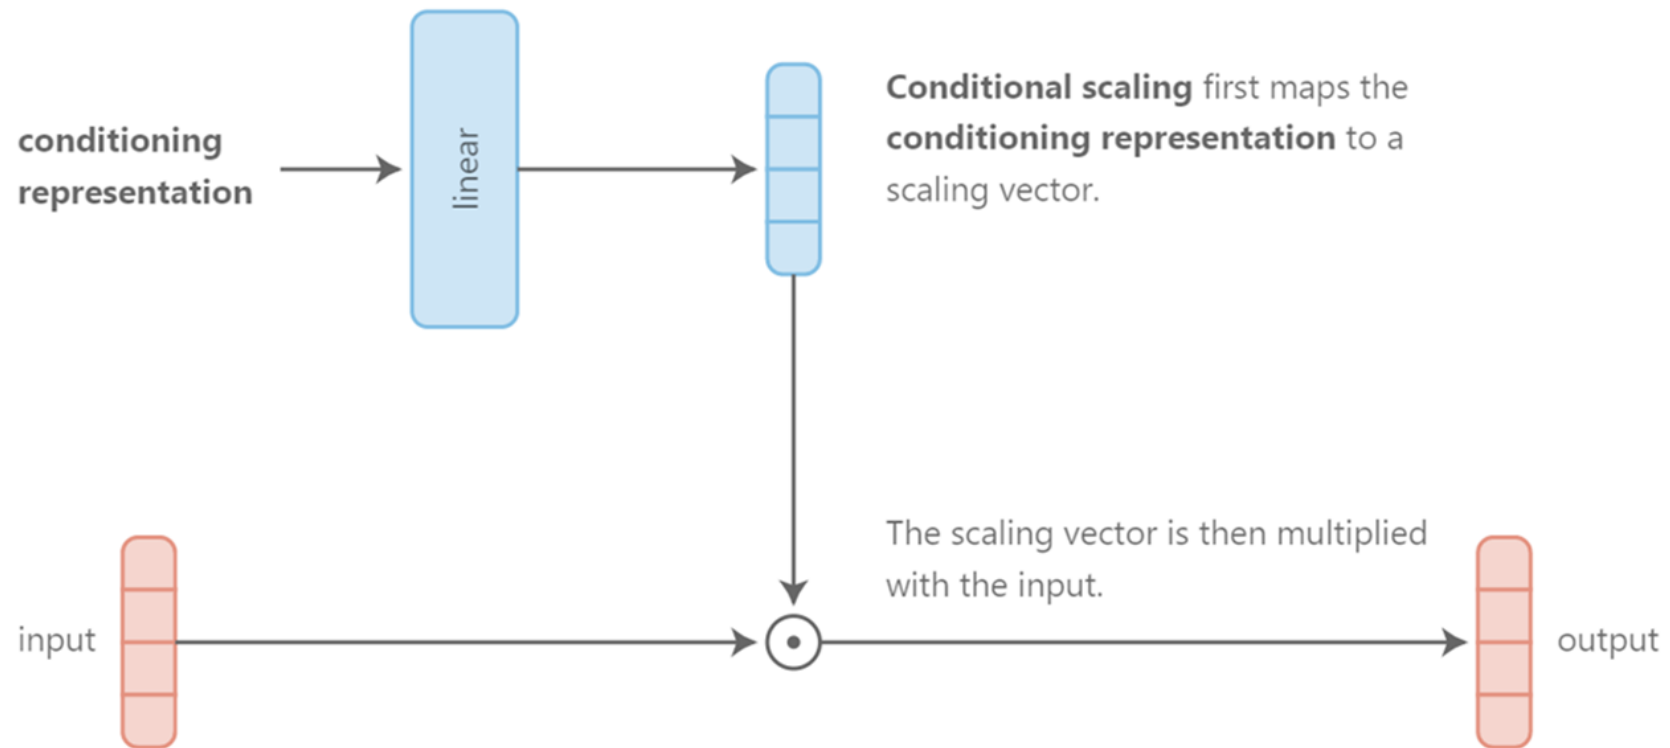 conditioning
representation
linear
Conditional scaling first maps the
conditioning representation to a
scaling vector.
The scaling vector is then multiplied
with the input.
input
output